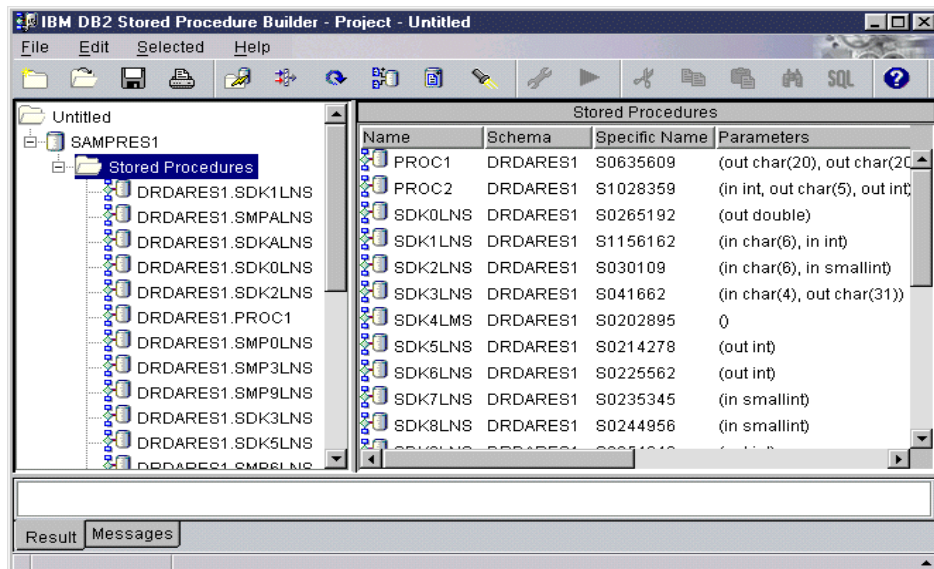 IBM DB2 Stored Procedure Builder - Project - Untitled
File Edit Selected Help
SQL
Untitled
SAMPRES1
Stored Procedures
DRDARES1.SDK1LNS
DRDARES1.SMPALNS
DRDARES1.SDKALNS
DRDARES1.SDK0LNS
DRDARES1.SDK2LNS
DRDARES1.PROC1
DRDARES1.SMP0LNS
DRDARES1.SMP3LNS
DRDARES1.SMP9LNS
DRDARES1.SDK3LNS
DRDARES1.SDK5LNS
DRDARES1.SMP6LNS
Stored Procedures
Name Schema Specific Name Parameters
PROC1 DRDARES1 S0635609 (out char(20), out char(20
PROC2 DRDARES1 S1028359 (in int, out char(5), out int)
SDK0LNS DRDARES1 S0265192 (out double)
SDK1LNS DRDARES1 S1156162 (in char(6), in int)
SDK2LNS DRDARES1 S030109 (in char(6), in smallint)
SDK3LNS DRDARES1 S041662 (in char(4), out char(31))
SDK4LMS DRDARES1 S0202895 ()
SDK5LNS DRDARES1 S0214278 (out int)
SDK6LNS DRDARES1 S0225562 (out int)
SDK7LNS DRDARES1 S0235345 (in smallint)
SDK8LNS DRDARES1 S0244956 (in smallint)
Result Messages